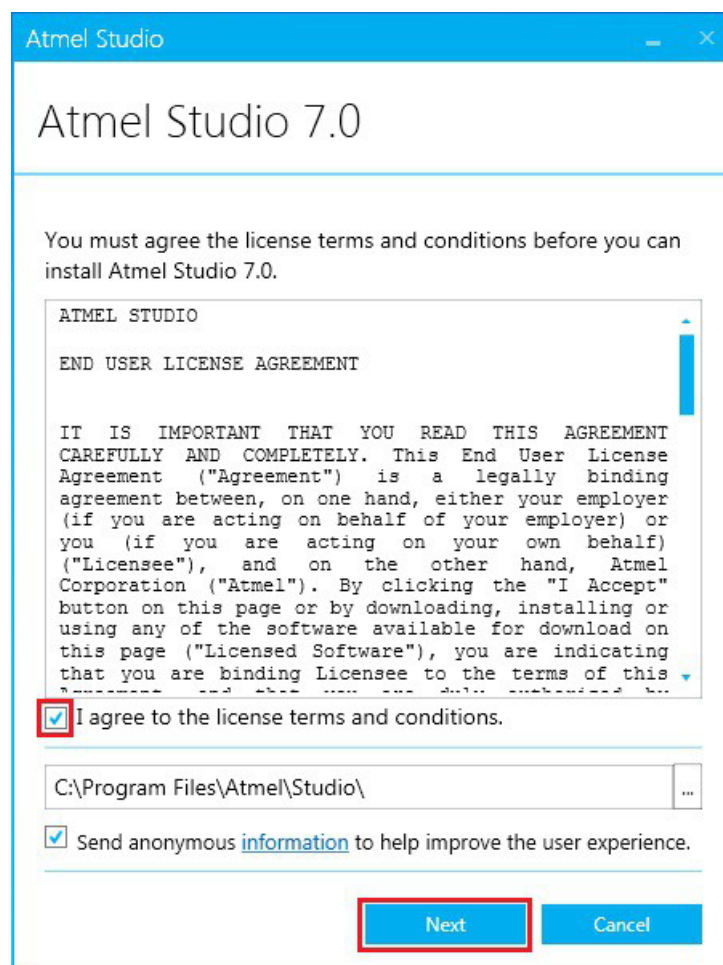 Atmel Studio
Atmel Studio 7.0
You must agree the license terms and conditions before you can
install Atmel Studio 7.0.
ATMEL STUDIO
END USER LICENSE AGREEMENT
IT IS IMPORTANT THAT YOU READ THIS AGREEMENT
CAREFULLY AND COMPLETELY. This End User License
Agreement ("Agreement") is a legally binding
agreement between, on one hand, either your employer
(if you are acting on behalf of your employer) or
you (if you are acting on your own behalf)
("Licensee"), and on the other hand, Atmel
Corporation ("Atmel"). By clicking the "I Accept"
button on this page or by downloading, installing or
using any of the software available for download on
this page ("Licensed Software"), you are indicating
that you are binding Licensee to the terms of this
I agree to the license terms and conditions.
C:\Program Files\Atmel\Studio\
...
Send anonymous information to help improve the user experience.
Next Cancel